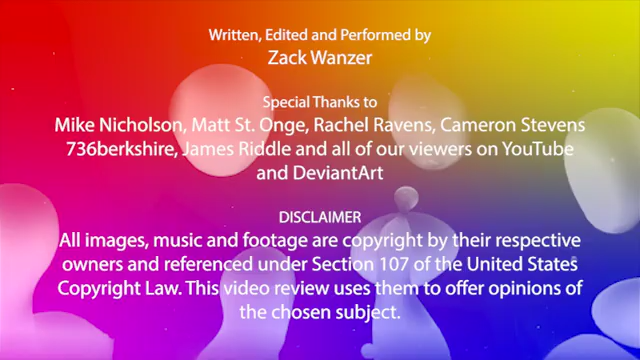 Written, Edited and Performed by
Zack Wanzer
Special Thanks to
Mike Nicholson, Matt St. Onge, Rachel Ravens, Cameron Stevens
736berkshire, James Riddle and all of our viewers on YouTube
and DeviantArt
DISCLAIMER
All images, music and footage are copyright by their respective
owners and referenced under Section 107 of the United States
Copyright Law. This video review uses them to offer opinions of
the chosen subject.